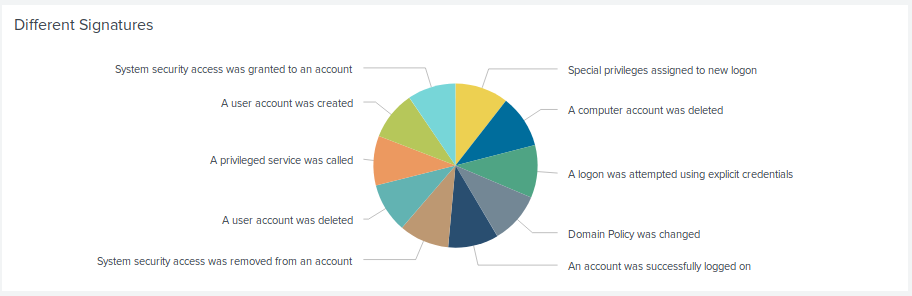 Different Signatures
System security access was granted to an account
Special privileges assigned to new logon
A user account was created
A computer account was deleted
A privileged service was called
A logon was attempted using explicit credentials
A user account was deleted
Domain Policy was changed
System security access was removed from an account
An account was successfully logged on